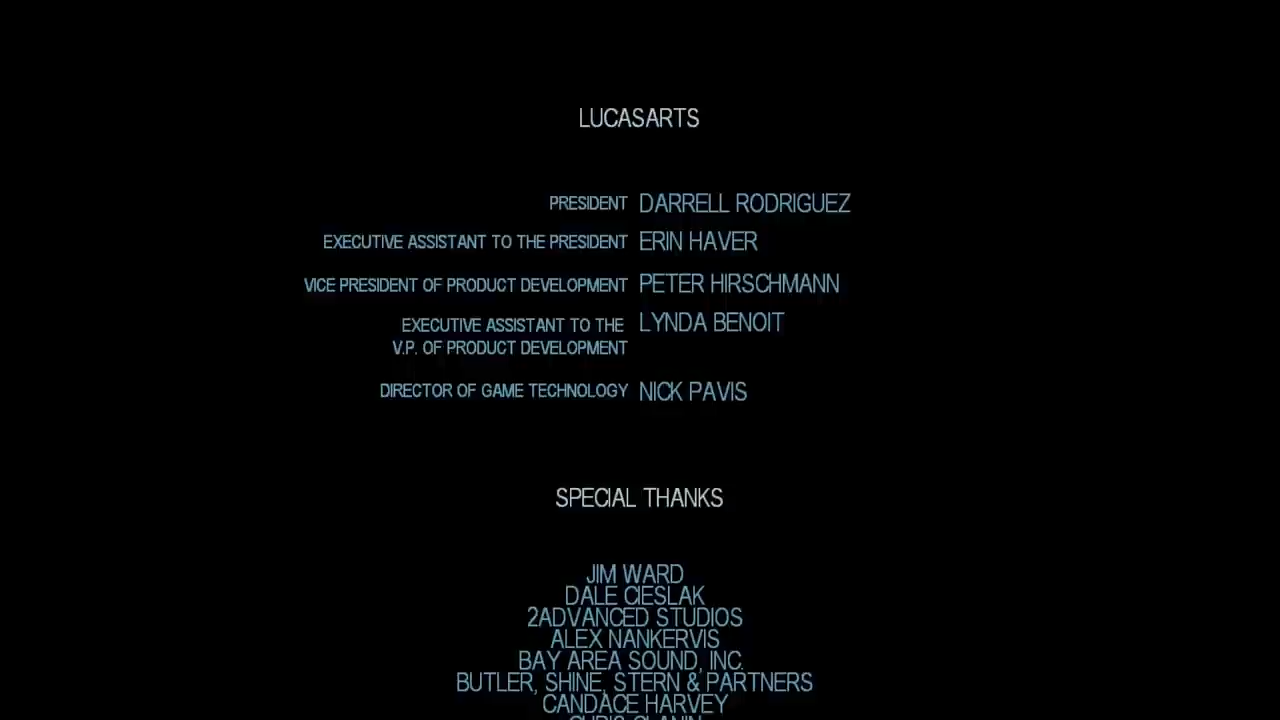 LUCASARTS
PRESIDENT DARRELL RODRIGUEZ
EXECUTIVE ASSISTANT TO THE PRESIDENT ERIN HAVER
VICE PRESIDENT OF PRODUCT DEVELOPMENT PETER HIRSCHMANN
EXECUTIVE ASSISTANT TO THE LYNDA BENOIT
V.P. OF PRODUCT DEVELOPMENT
DIRECTOR OF GAME TECHNOLOGY NICK PAVIS
SPECIAL THANKS
JIM WARD
DALE CIESLAK
2ADVANCED STUDIOS
ALEX NANKERVIS
BAY AREA SOUND, INC.
BUTLER, SHINE, STERN & PARTNERS
CANDACE HARVEY